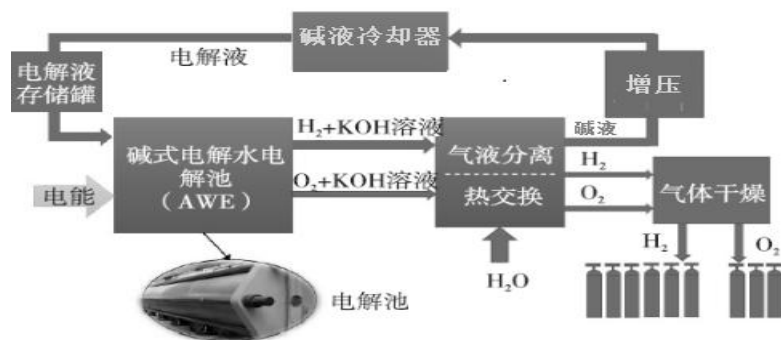 碱液冷却器
电解液
增压
电解液
存储罐
碱液
H₂+KOH溶液
碱式电解水电
解池
（AWE）
气液分离
H₂
O₂+KOH溶液
热交换
O₂
气体干燥
电能
H₂
O₂
H₂O
电解池